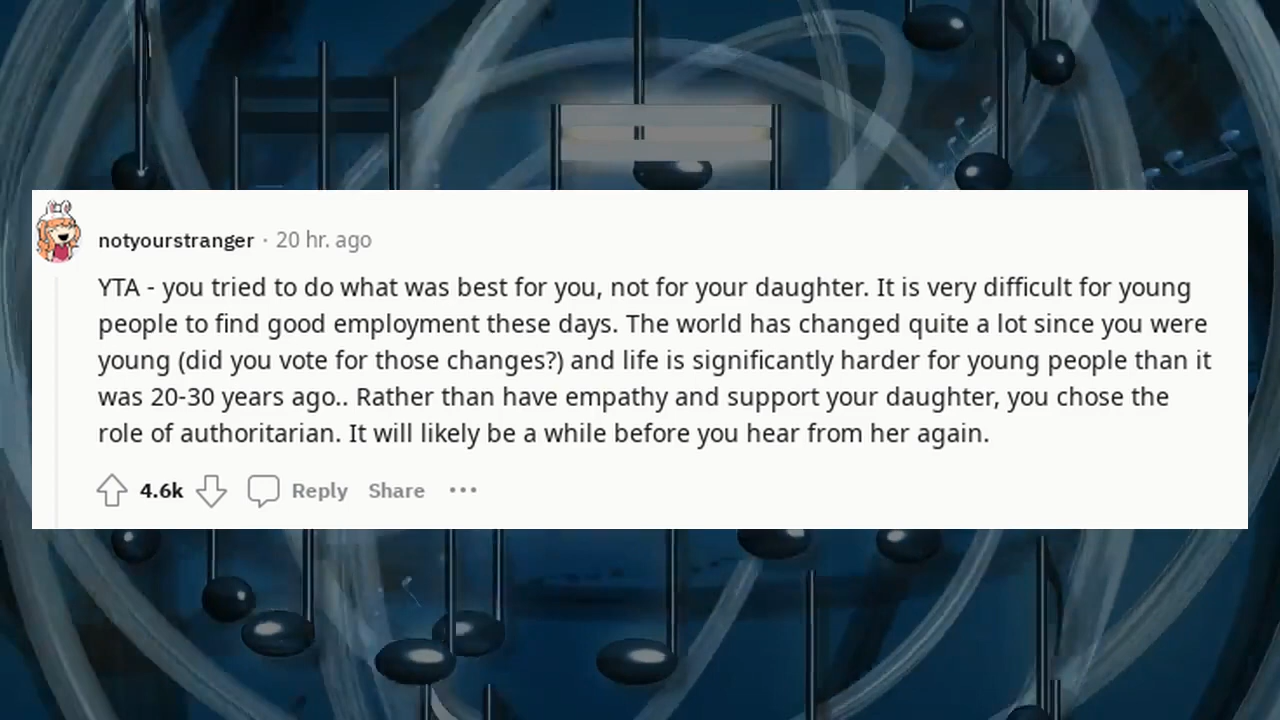 notyourstranger · 20 hr. ago
YTA - you tried to do what was best for you, not for your daughter. It is very difficult for young
people to find good employment these days. The world has changed quite a lot since you were
young (did you vote for those changes?) and life is significantly harder for young people than it
was 20-30 years ago.. Rather than have empathy and support your daughter, you chose the
role of authoritarian. It will likely be a while before you hear from her again.
4.6k Reply Share ···